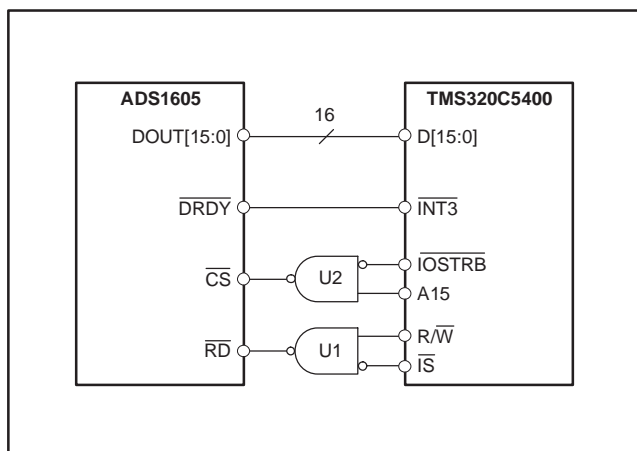 ADS1605 TMS320C5400
16
DOUT[15:0] D[15:0]
DRDY INT3
IOSTRB
CS U2
A15
R/W
RD U1
IS